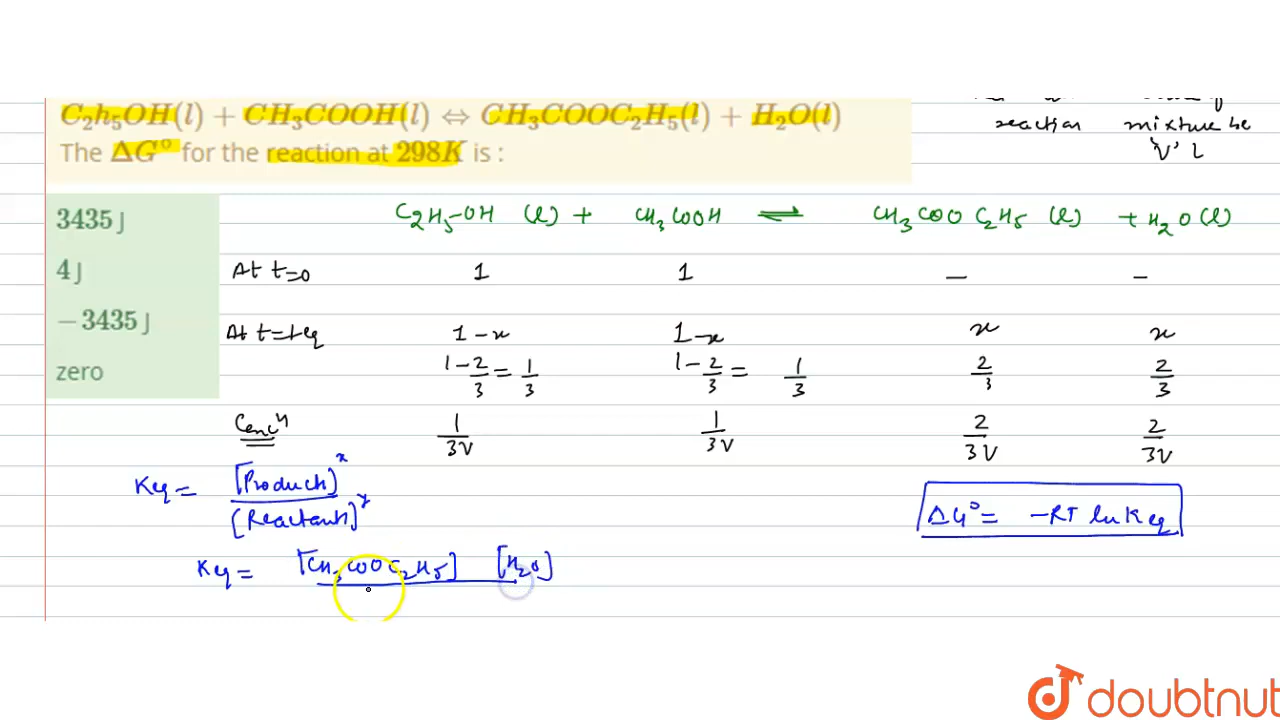 reaction mixture be
'V' L
C₂h₅OH(l) + CH₃COOH(l) ⇔ CH₃COOC₂H₅(l) + H₂O(l)
The ΔG° for the reaction at 298K is :
3435 J
4 J
− 3435 J
zero
C₂H₅-OH (l) + CH₃COOH ⇌ CH₃COO C₂H₅ (l) + H₂O(l)
At t=0 1 1 — —
At t=teq 1-x 1-x x x
1-2/3 = 1/3 1-2/3 = 1/3 2/3 2/3
Concⁿ 1/3V 1/3V 2/3V 2/3V
Keq = [Product]ˣ / [Reactant]ʸ
ΔG° = -RT ln Keq
Keq = [CH₃COOC₂H₅] [H₂O]
doubtnut